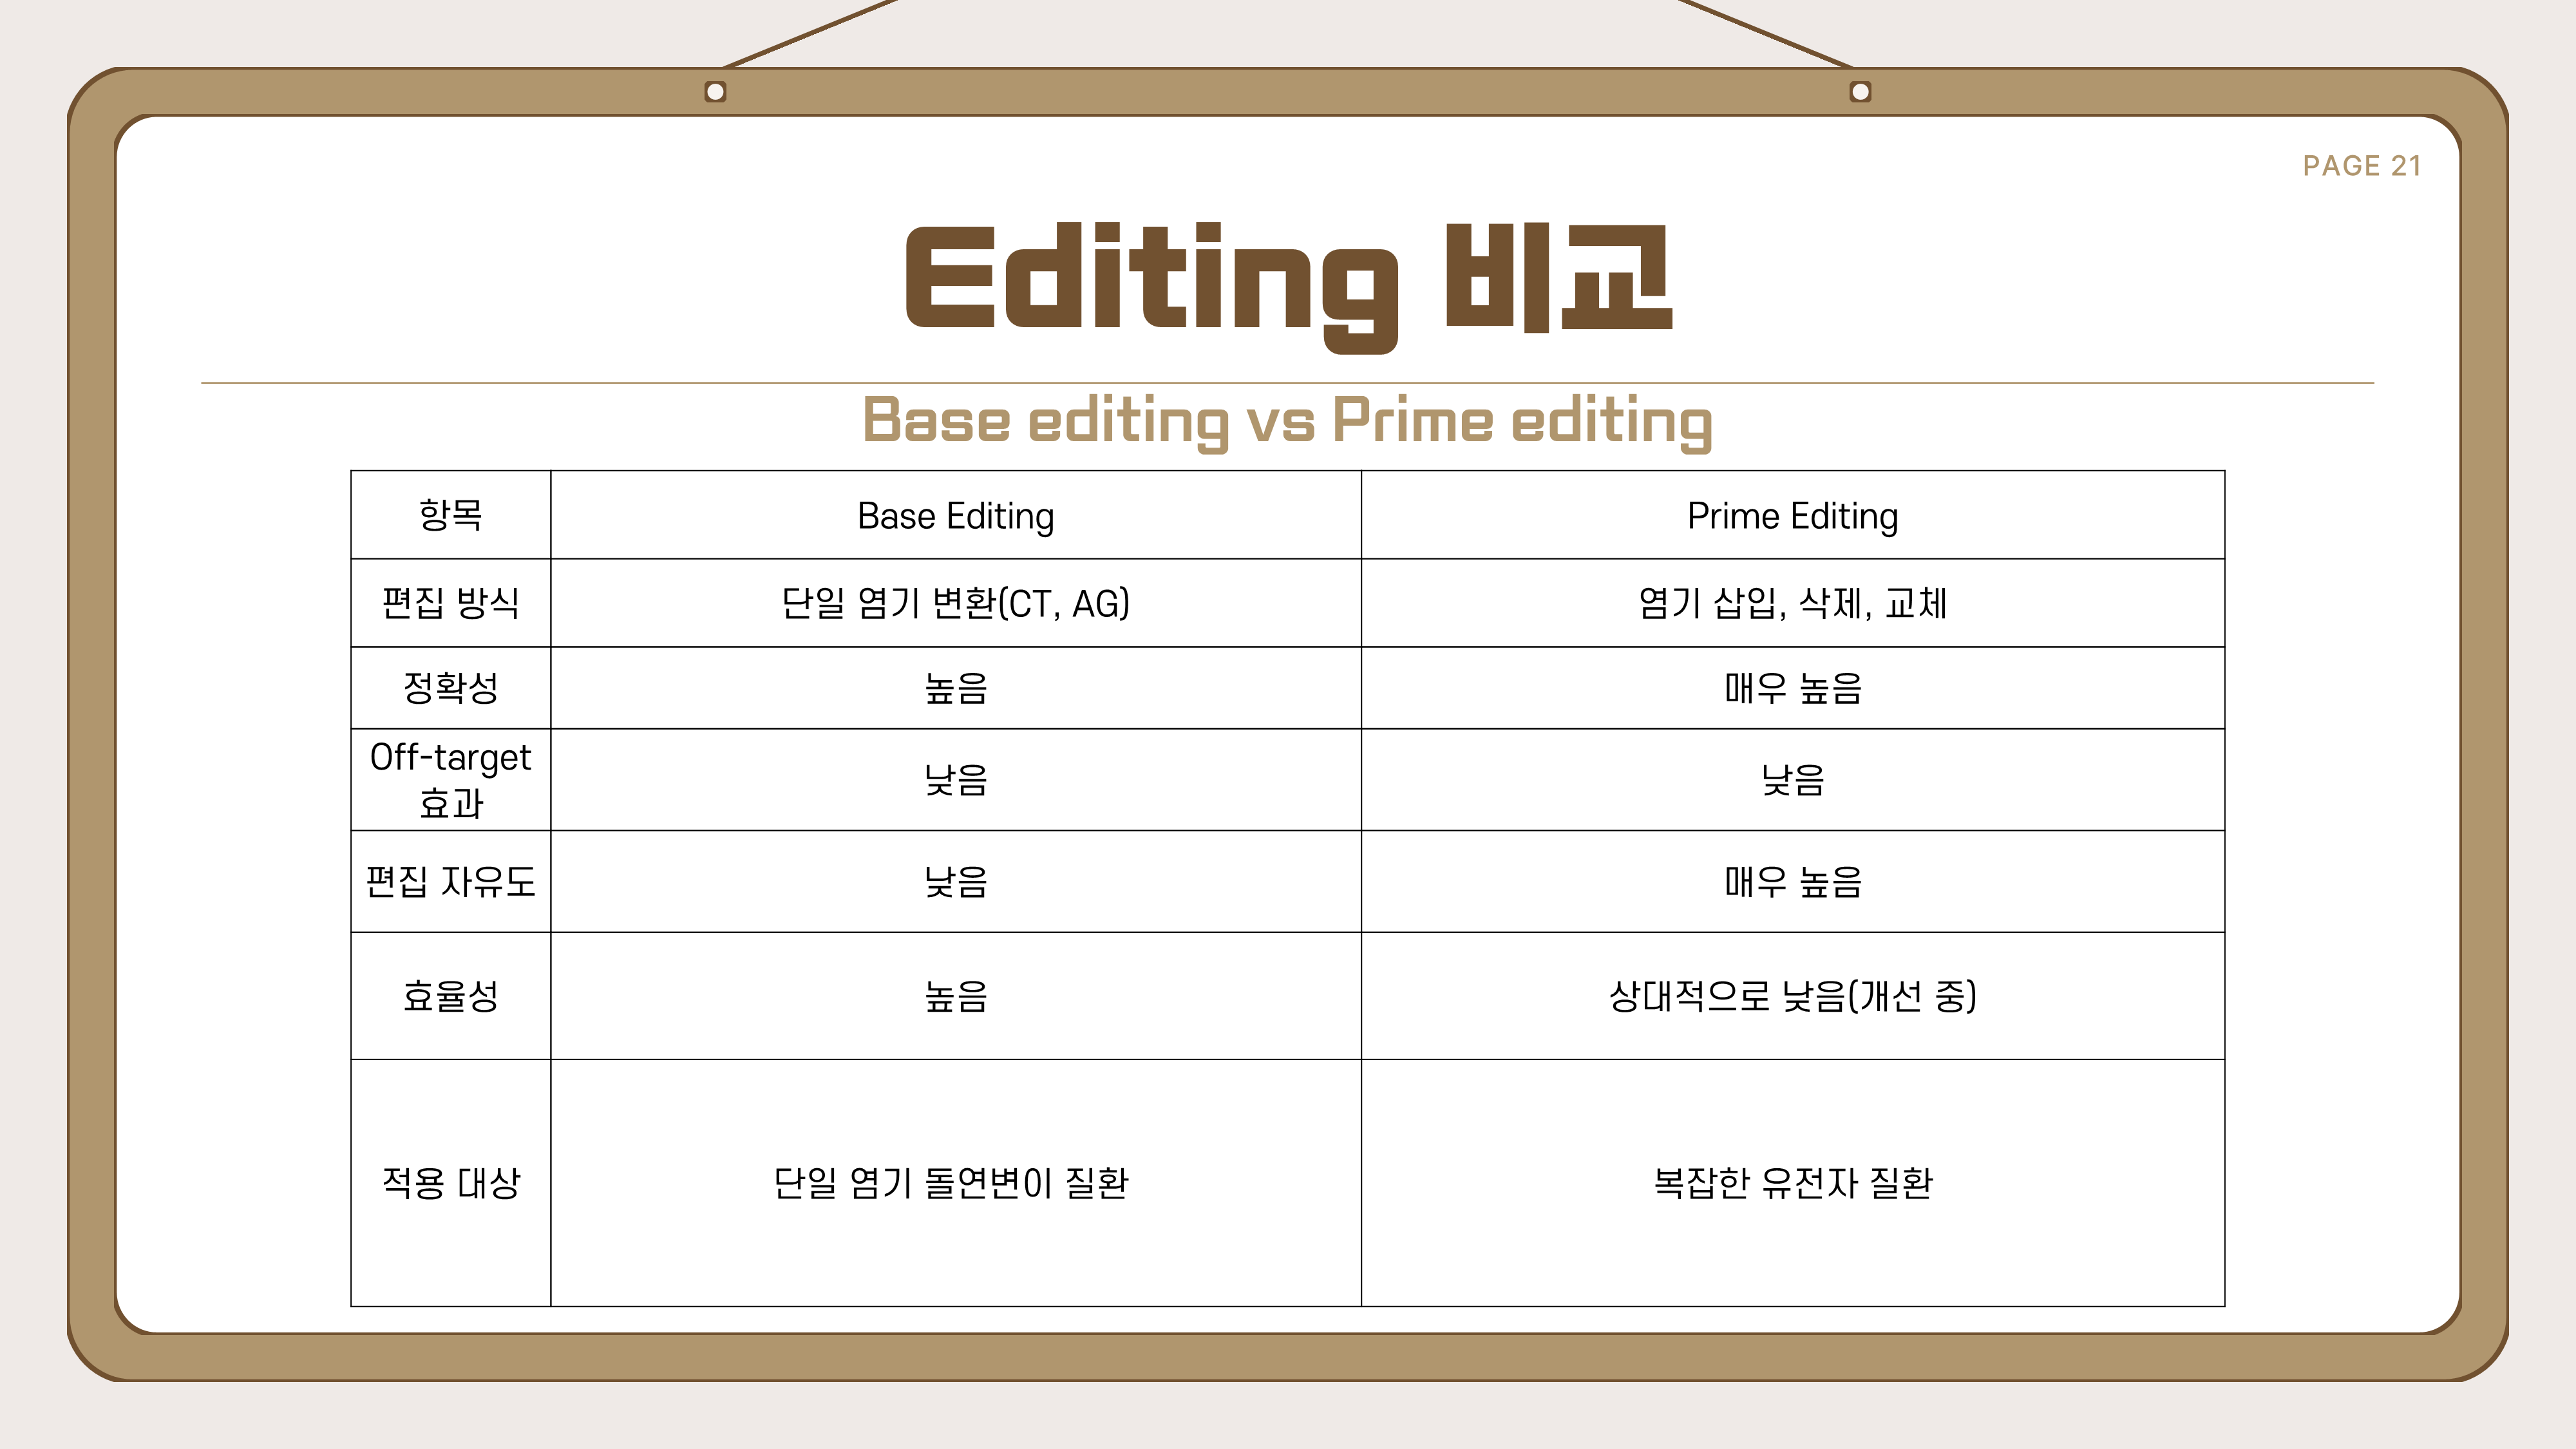 PAGE 21
Editing 비교
Base editing vs Prime editing
항목 Base Editing Prime Editing
편집 방식 단일 염기 변환(CT, AG) 염기 삽입, 삭제, 교체
정확성 높음 매우 높음
Off-target
효과 낮음 낮음
편집 자유도 낮음 매우 높음
효율성 높음 상대적으로 낮음(개선 중)
적용 대상 단일 염기 돌연변이 질환 복잡한 유전자 질환